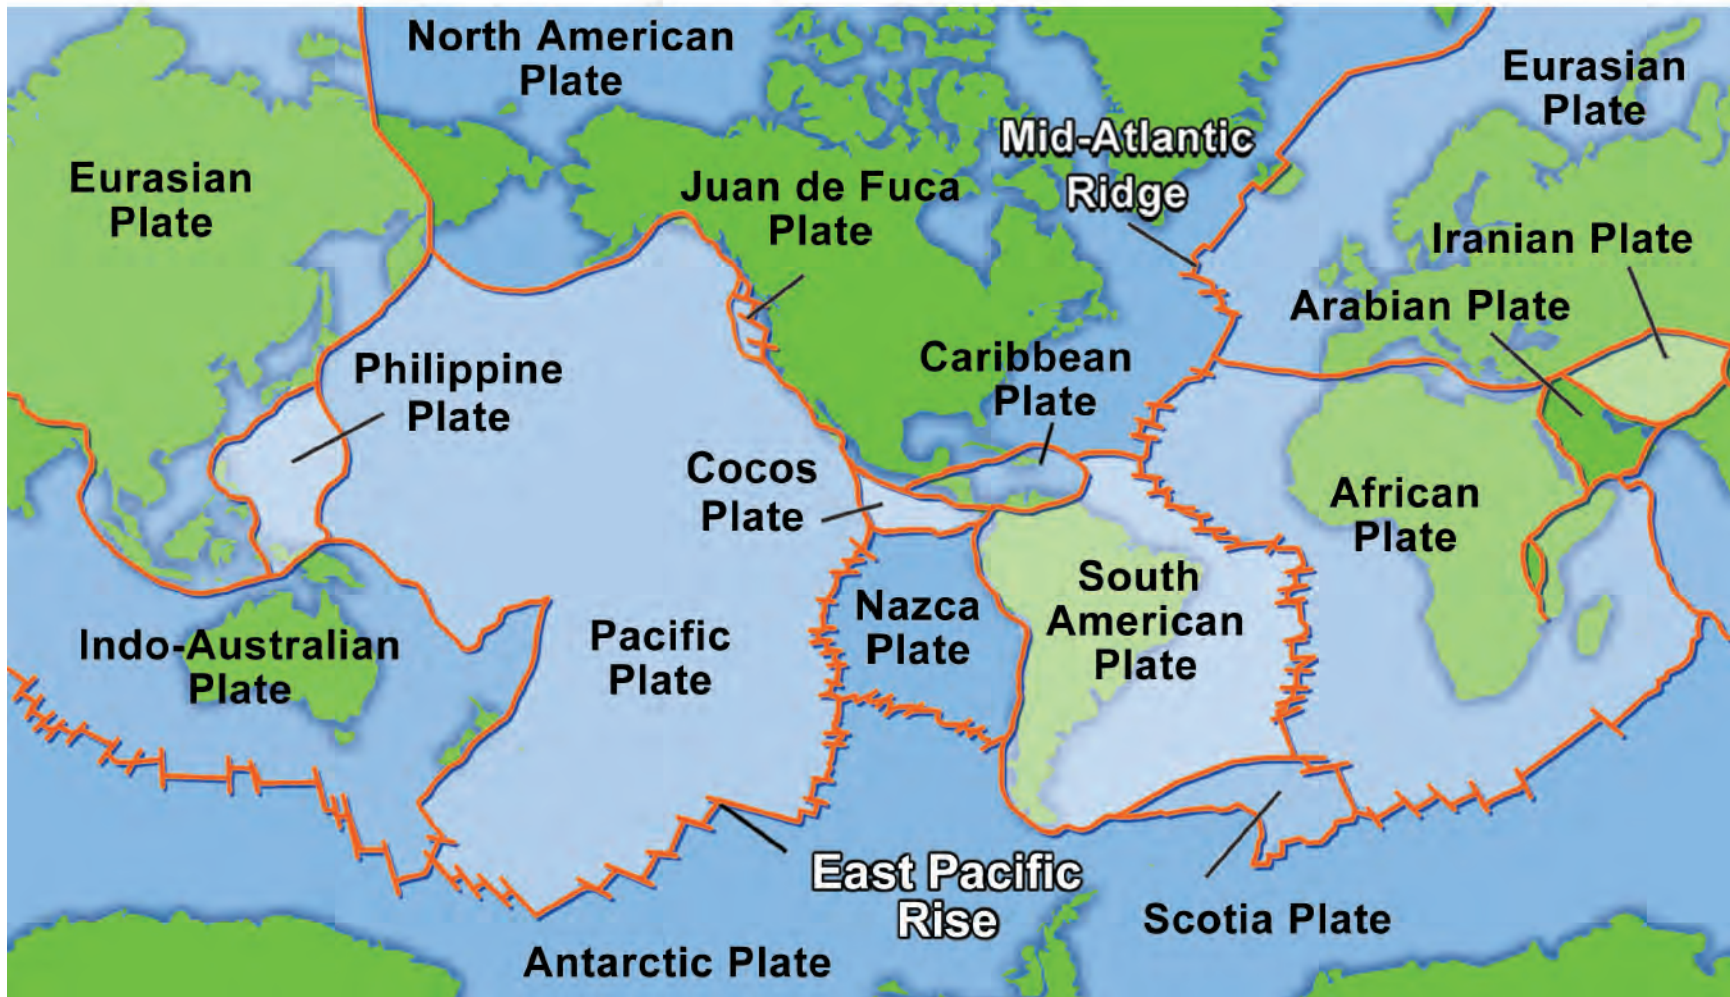 North American
Plate
Eurasian
Plate
Mid-Atlantic
Ridge
Eurasian
Plate
Juan de Fuca
Plate
Iranian Plate
Arabian Plate
Philippine
Plate
Caribbean
Plate
Cocos
Plate
African
Plate
South
American
Plate
Nazca
Plate
Pacific
Plate
Indo-Australian
Plate
East Pacific
Rise
Scotia Plate
Antarctic Plate